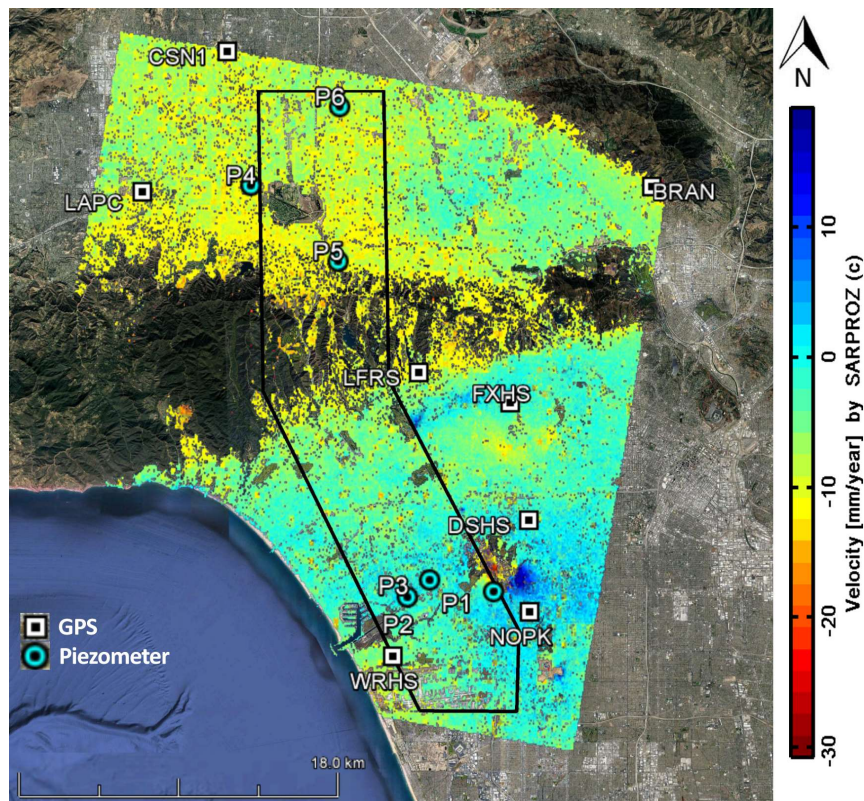 CSN1
P6
P4
LAPC
BRAN
P5
LFRS
FXHS
DSHS
P3
P1
P2
NOPK
WRHS
GPS
Piezometer
18.0 km
N
10
0
-10
-20
-30
Velocity [mm/year] by SARPROZ (c)